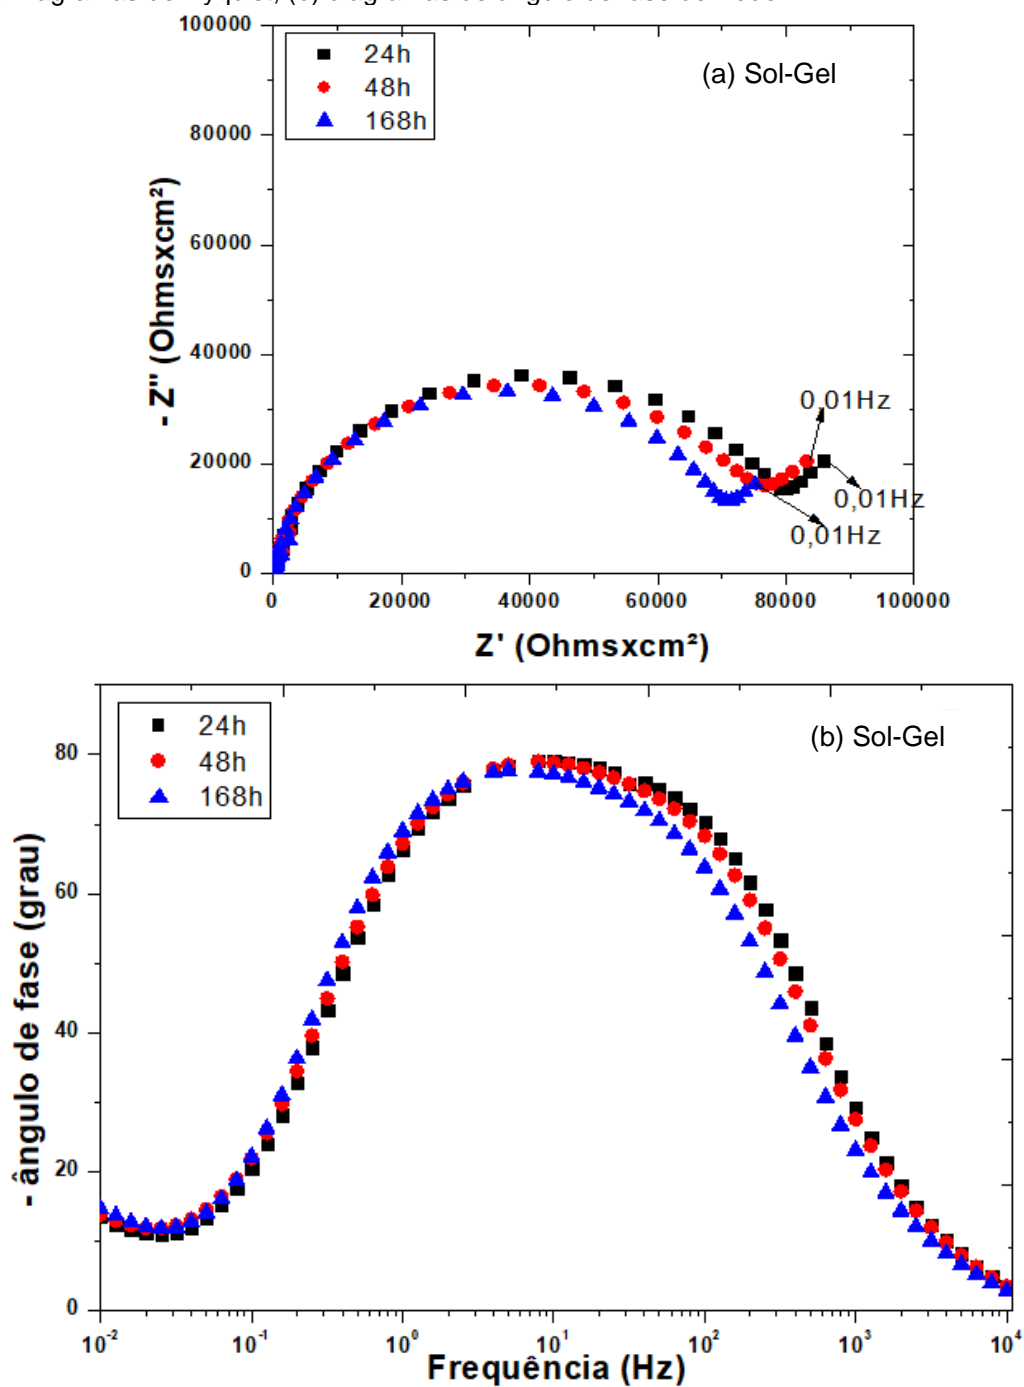 100000
24h
48h
168h
(a) Sol-Gel
80000
60000
40000
20000
0
- Z'' (Ohmsxcm²)
0,01Hz
0,01Hz
0,01Hz
0 20000 40000 60000 80000 100000
Z' (Ohmsxcm²)
24h
48h
168h
(b) Sol-Gel
80
60
40
20
0
- ângulo de fase (grau)
10⁻² 10⁻¹ 10⁰ 10¹ 10² 10³ 10⁴
Frequência (Hz)